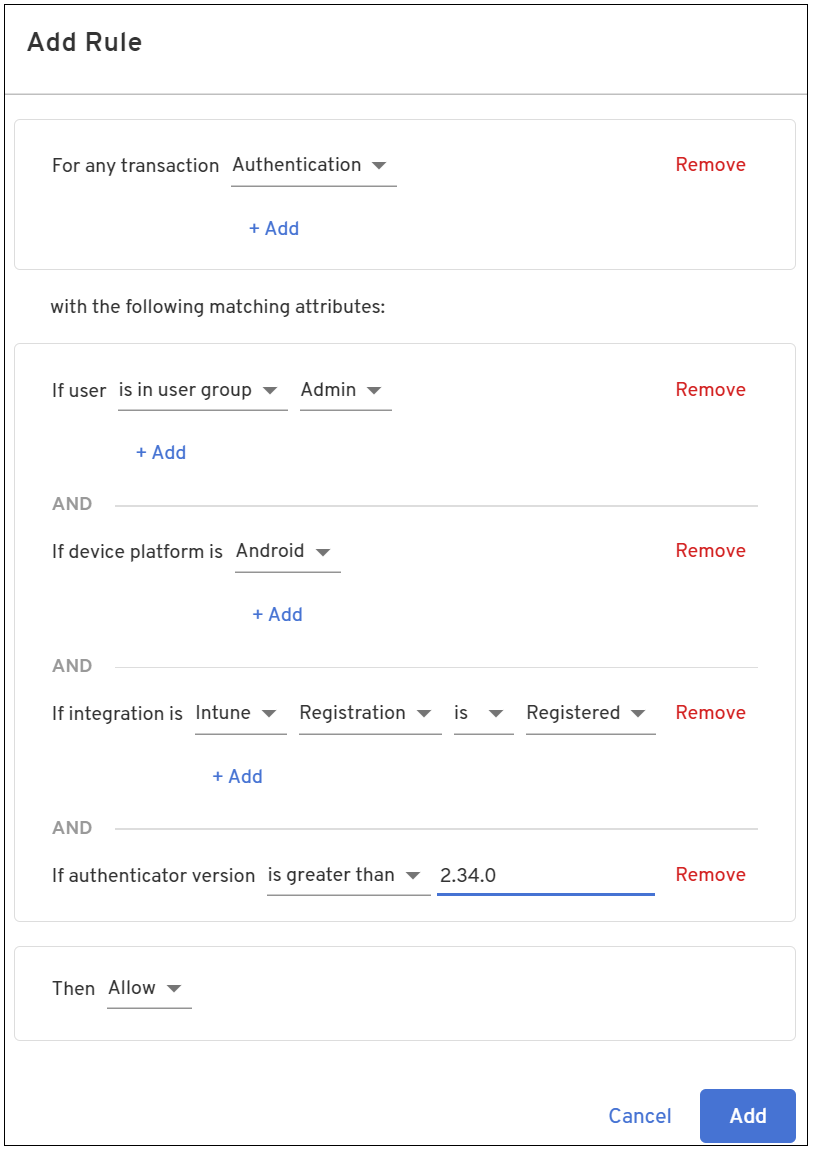 Add Rule
For any transaction Authentication Remove
+ Add
with the following matching attributes:
If user is in user group Admin Remove
+ Add
AND
If device platform is Android Remove
+ Add
AND
If integration is Intune Registration is Registered Remove
+ Add
AND
If authenticator version is greater than 2.34.0 Remove
Then Allow
Cancel Add